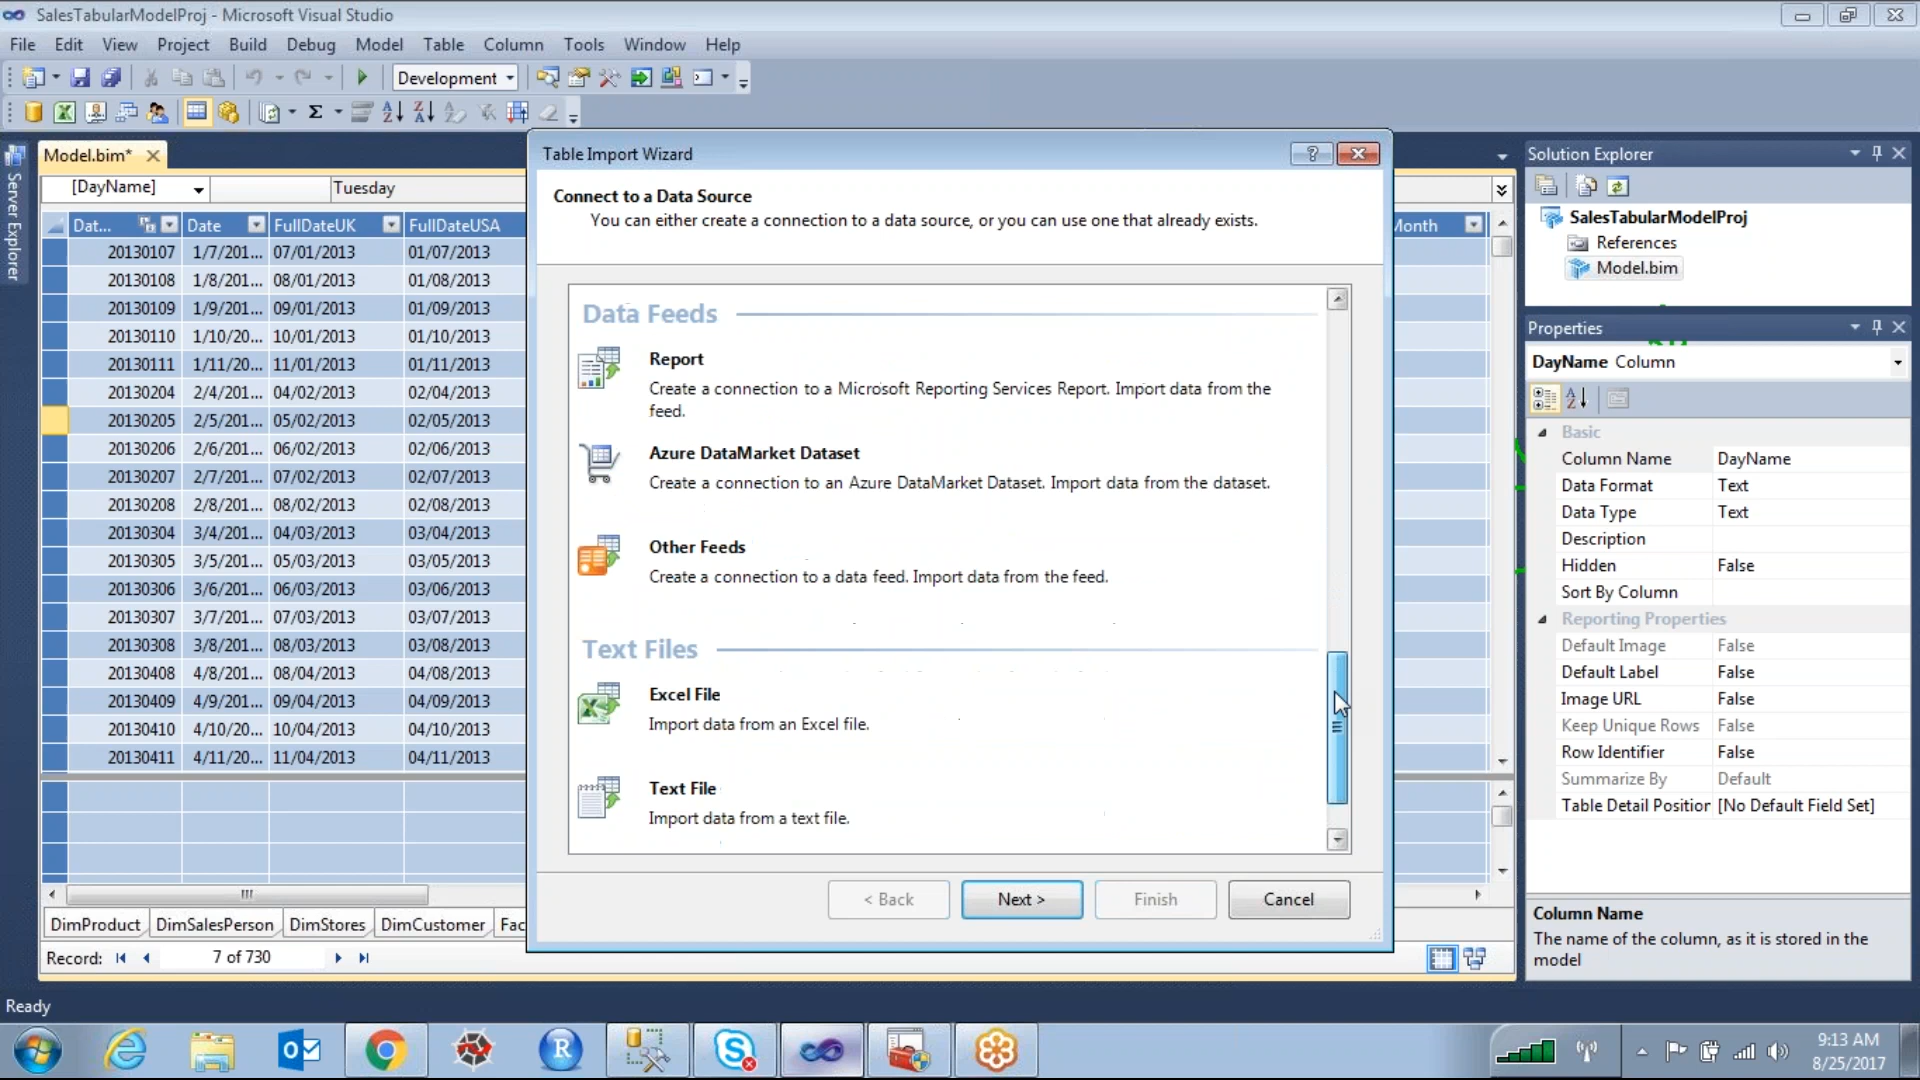 SalesTabularModelProj - Microsoft Visual Studio
File Edit View Project Build Debug Model Table Column Tools Window Help
Development
Server Explorer
Model.bim*
[DayName]
Tuesday
Dat... Date FullDateUK FullDateUSA
20130107 1/7/201... 07/01/2013 01/07/2013
20130108 1/8/201... 08/01/2013 01/08/2013
20130109 1/9/201... 09/01/2013 01/09/2013
20130110 1/10/20... 10/01/2013 01/10/2013
20130111 1/11/20... 11/01/2013 01/11/2013
20130204 2/4/201... 04/02/2013 02/04/2013
20130205 2/5/201... 05/02/2013 02/05/2013
20130206 2/6/201... 06/02/2013 02/06/2013
20130207 2/7/201... 07/02/2013 02/07/2013
20130208 2/8/201... 08/02/2013 02/08/2013
20130304 3/4/201... 04/03/2013 03/04/2013
20130305 3/5/201... 05/03/2013 03/05/2013
20130306 3/6/201... 06/03/2013 03/06/2013
20130307 3/7/201... 07/03/2013 03/07/2013
20130308 3/8/201... 08/03/2013 03/08/2013
20130408 4/8/201... 08/04/2013 04/08/2013
20130409 4/9/201... 09/04/2013 04/09/2013
20130410 4/10/20... 10/04/2013 04/10/2013
20130411 4/11/20... 11/04/2013 04/11/2013
DimProduct DimSalesPerson DimStores DimCustomer Fac
Record: 7 of 730
Table Import Wizard
Connect to a Data Source
You can either create a connection to a data source, or you can use one that already exists.
Data Feeds
Report
Create a connection to a Microsoft Reporting Services Report. Import data from the
feed.
Azure DataMarket Dataset
Create a connection to an Azure DataMarket Dataset. Import data from the dataset.
Other Feeds
Create a connection to a data feed. Import data from the feed.
Text Files
Excel File
Import data from an Excel file.
Text File
Import data from a text file.
< Back Next > Finish Cancel
Month
Solution Explorer
SalesTabularModelProj
References
Model.bim
Properties
DayName Column
Basic
Column Name DayName
Data Format Text
Data Type Text
Description
Hidden False
Sort By Column
Reporting Properties
Default Image False
Default Label False
Image URL False
Keep Unique Rows False
Row Identifier False
Summarize By Default
Table Detail Position [No Default Field Set]
Column Name
The name of the column, as it is stored in the
model
Ready
9:13 AM
8/25/2017